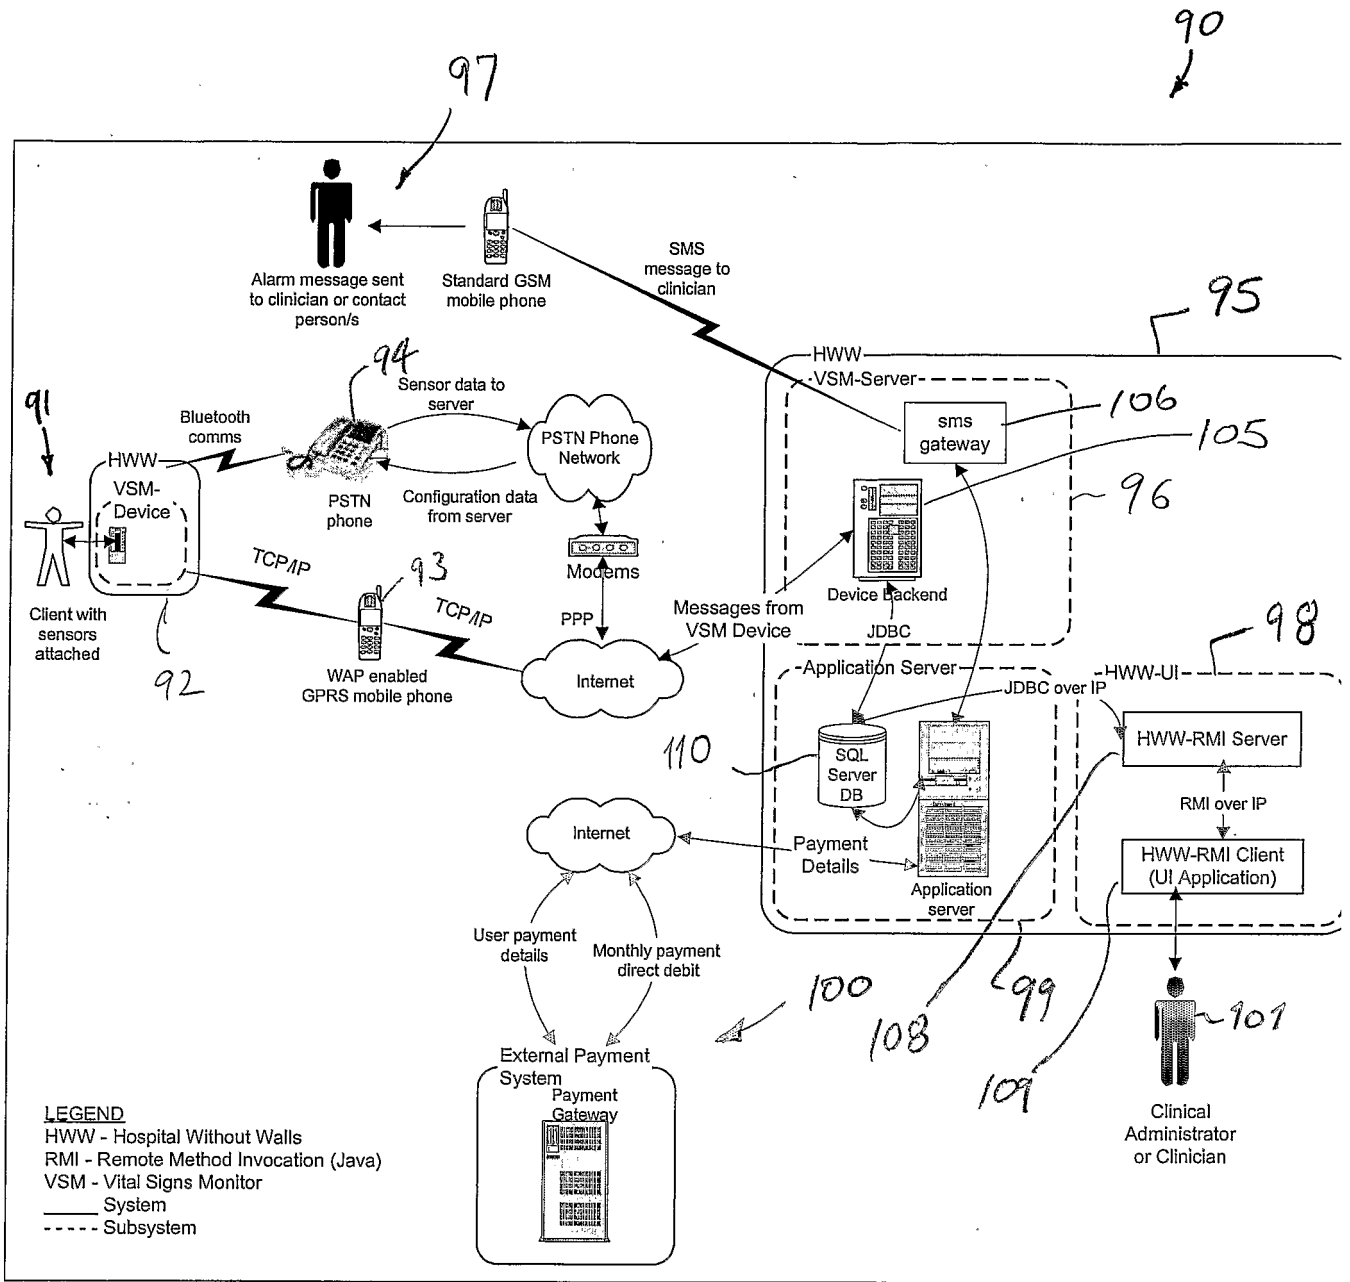 90
97
Alarm message sent
to clinician or contact
person/s
Standard GSM
mobile phone
SMS
message to
clinician
95
HWW
VSM-Server
sms
gateway
106
105
96
94
91
Bluetooth
comms
Sensor data to
server
PSTN Phone
Network
HWW
VSM-
Device
PSTN
phone
Configuration data
from server
Modems
Device Backend
TCP/IP
93
TCP/IP
PPP
Messages from
VSM Device
JDBC
Client with
sensors
attached
92
WAP enabled
GPRS mobile phone
Internet
98
Application Server
HWW-UI
JDBC over IP
110
SQL
Server
DB
HWW-RMI Server
RMI over IP
Internet
Payment
Details
HWW-RMI Client
(UI Application)
Application
server
User payment
details
Monthly payment
direct debit
100
99
108
101
109
External Payment
System
Payment
Gateway
Clinical
Administrator
or Clinician
LEGEND
HWW - Hospital Without Walls
RMI - Remote Method Invocation (Java)
VSM - Vital Signs Monitor
System
Subsystem